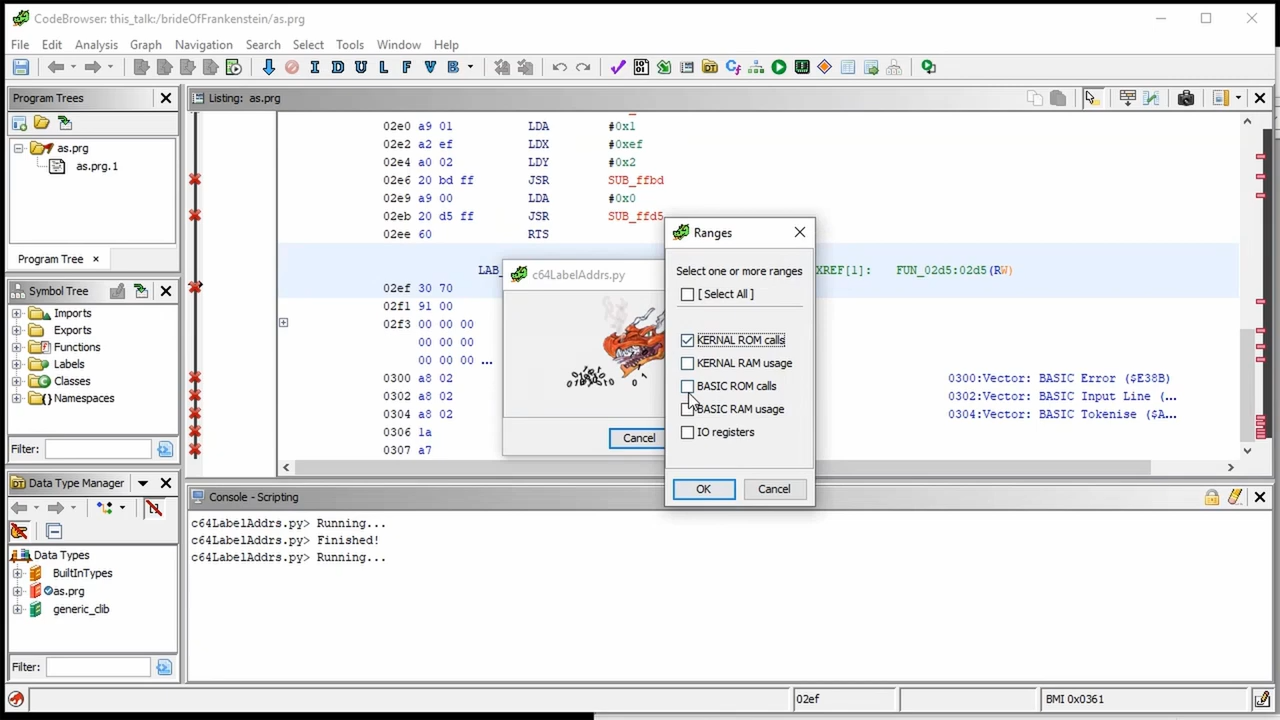 CodeBrowser: this_talk:/brideOfFrankenstein/as.prg
File Edit Analysis Graph Navigation Search Select Tools Window Help
I D U L F V B
Program Trees
as.prg
as.prg.1
Program Tree ×
Symbol Tree
Imports
Exports
Functions
Labels
Classes
Namespaces
Filter:
Data Type Manager
Data Types
BuiltInTypes
as.prg
generic_clib
Filter:
Listing: as.prg
02e0 a9 01 LDA #0x1
02e2 a2 ef LDX #0xef
02e4 a0 02 LDY #0x2
02e6 20 bd ff JSR SUB_ffbd
02e9 a9 00 LDA #0x0
02eb 20 d5 ff JSR SUB_ffd5
02ee 60 RTS
LAB_ XREF[1]: FUN_02d5:02d5(RW)
02ef 30 70
02f1 91 00
02f3 00 00 00
00 00 00
00 00 00 ...
0300 a8 02 0300:Vector: BASIC Error ($E38B)
0302 a8 02 0302:Vector: BASIC Input Line (...
0304 a8 02 0304:Vector: BASIC Tokenise ($A...
0306 1a
0307 a7
c64LabelAddrs.py
Cancel
Ranges
Select one or more ranges
[ Select All ]
KERNAL ROM calls
KERNAL RAM usage
BASIC ROM calls
BASIC RAM usage
IO registers
OK Cancel
Console - Scripting
c64LabelAddrs.py> Running...
c64LabelAddrs.py> Finished!
c64LabelAddrs.py> Running...
02ef
BMI 0x0361